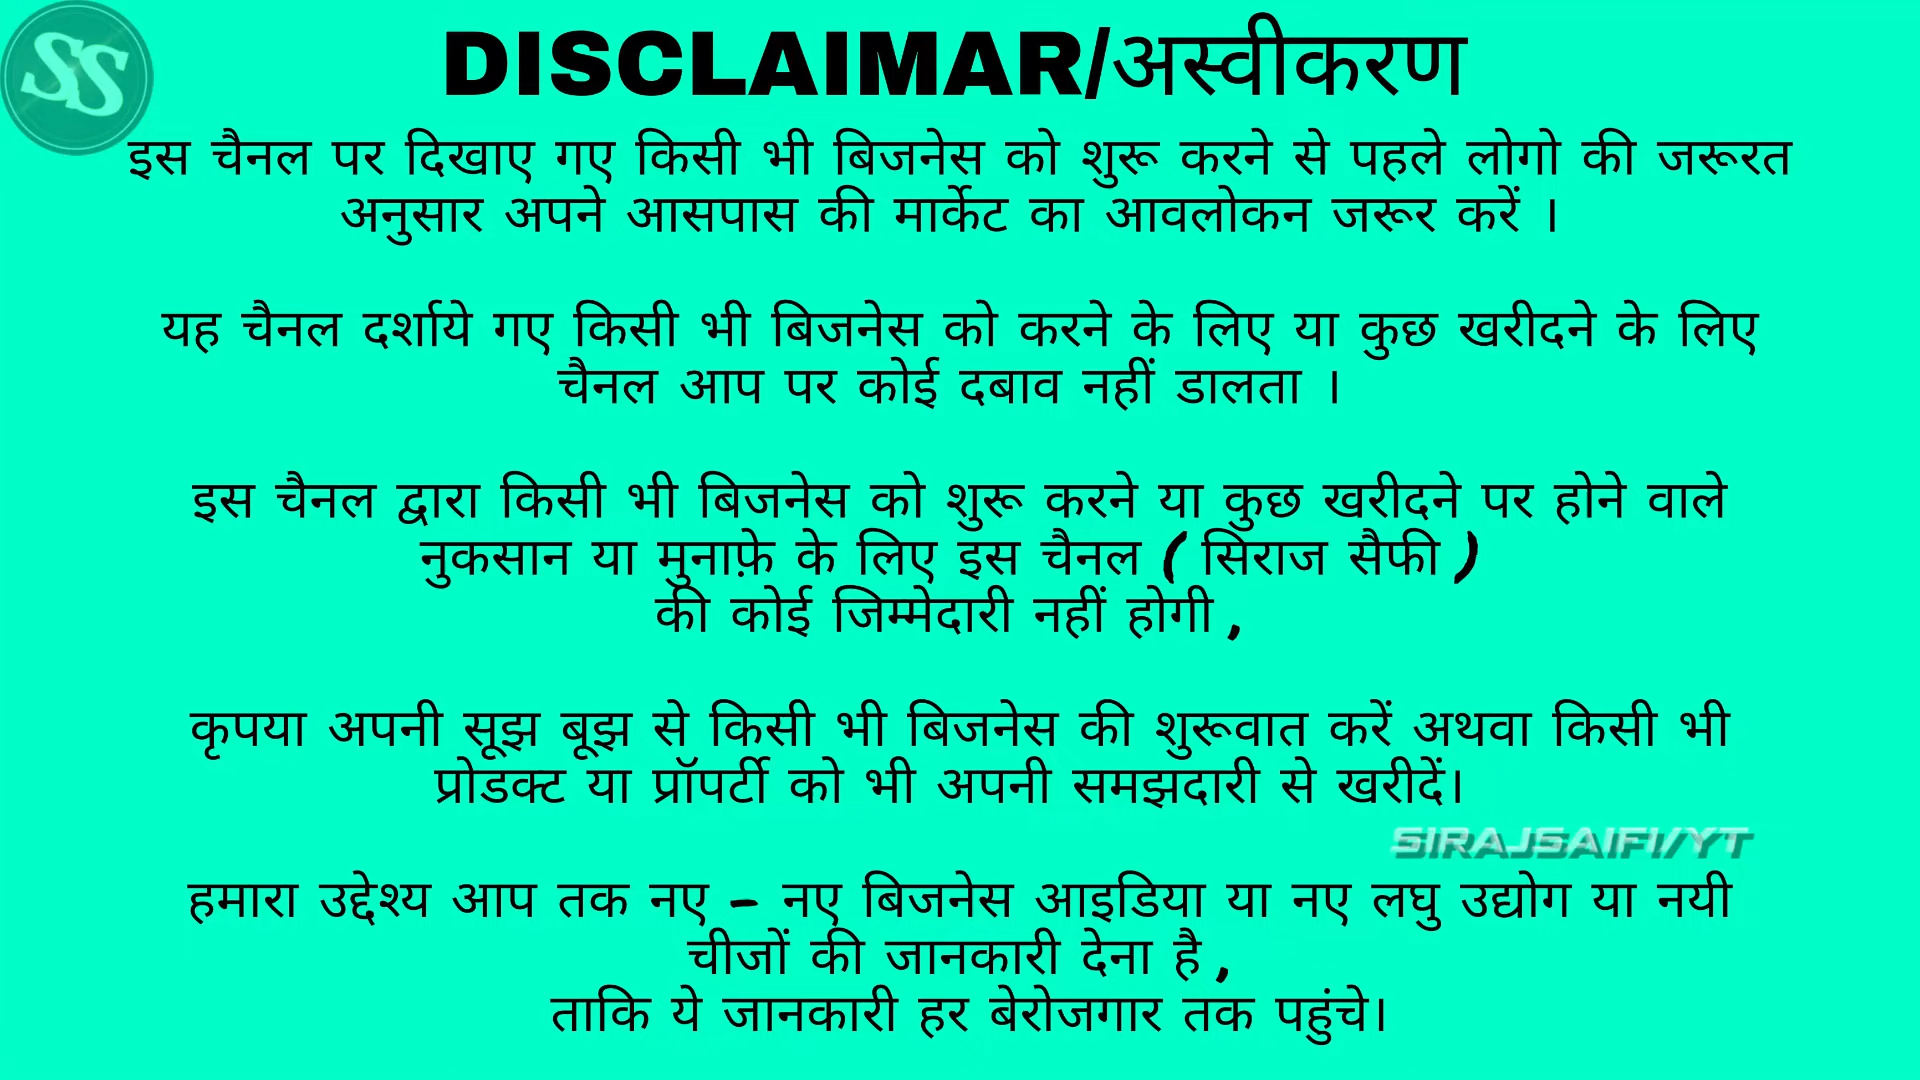 SS
DISCLAIMAR/अस्वीकरण
इस चैनल पर दिखाए गए किसी भी बिजनेस को शुरू करने से पहले लोगो की जरूरत
अनुसार अपने आसपास की मार्केट का आवलोकन जरूर करें ।
यह चैनल दर्शाये गए किसी भी बिजनेस को करने के लिए या कुछ खरीदने के लिए
चैनल आप पर कोई दबाव नहीं डालता ।
इस चैनल द्वारा किसी भी बिजनेस को शुरू करने या कुछ खरीदने पर होने वाले
नुकसान या मुनाफ़े के लिए इस चैनल ( सिराज सैफी )
की कोई जिम्मेदारी नहीं होगी ,
कृपया अपनी सूझ बूझ से किसी भी बिजनेस की शुरूवात करें अथवा किसी भी
प्रोडक्ट या प्रॉपर्टी को भी अपनी समझदारी से खरीदें।
SIRAJSAIFI/YT
हमारा उद्देश्य आप तक नए - नए बिजनेस आइडिया या नए लघु उद्योग या नयी
चीजों की जानकारी देना है ,
ताकि ये जानकारी हर बेरोजगार तक पहुंचे।